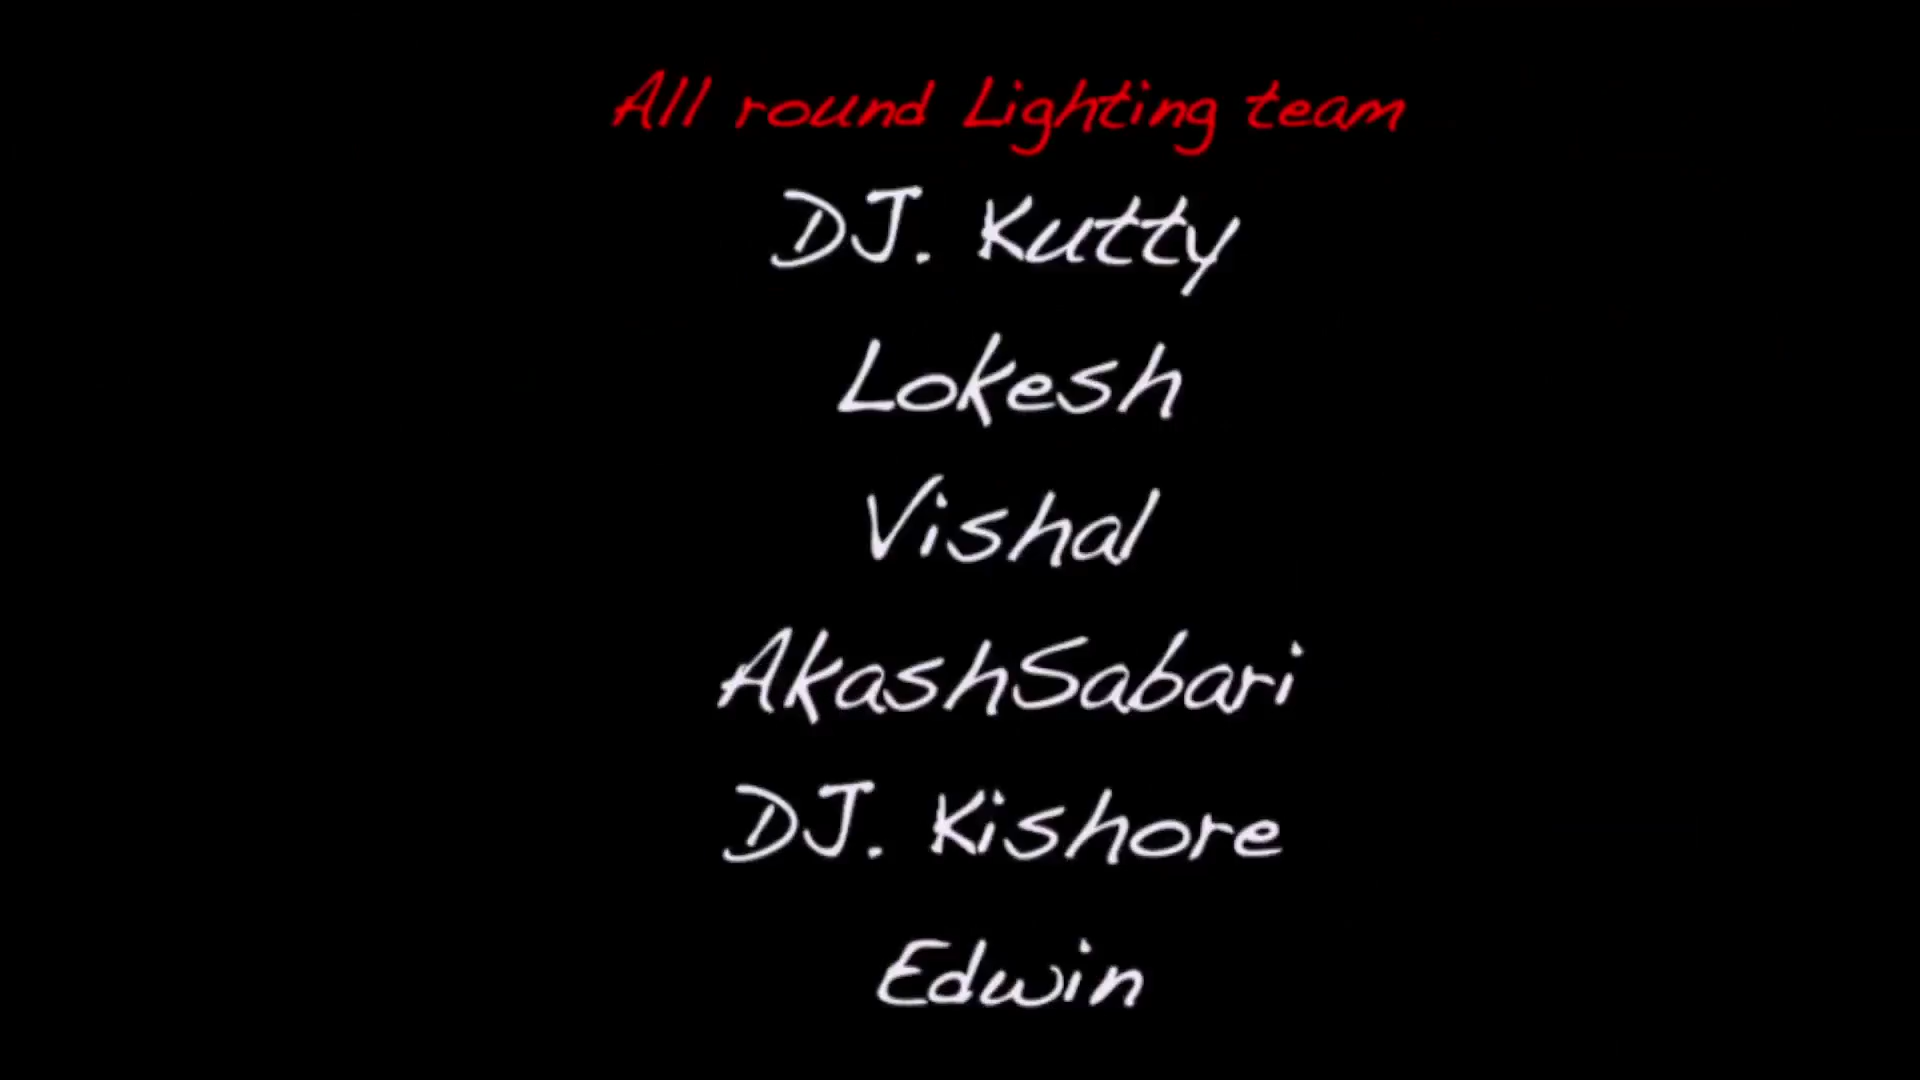 All round Lighting team
DJ. Kutty
Lokesh
Vishal
AkashSabari
DJ. Kishore
Edwin